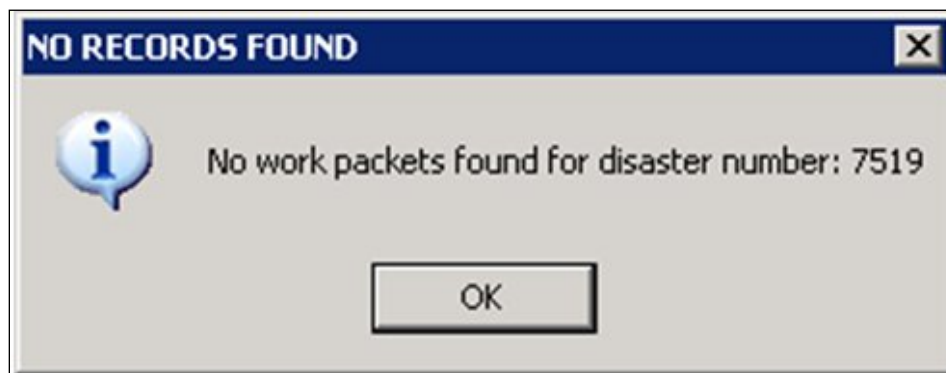 NO RECORDS FOUND
No work packets found for disaster number: 7519
OK